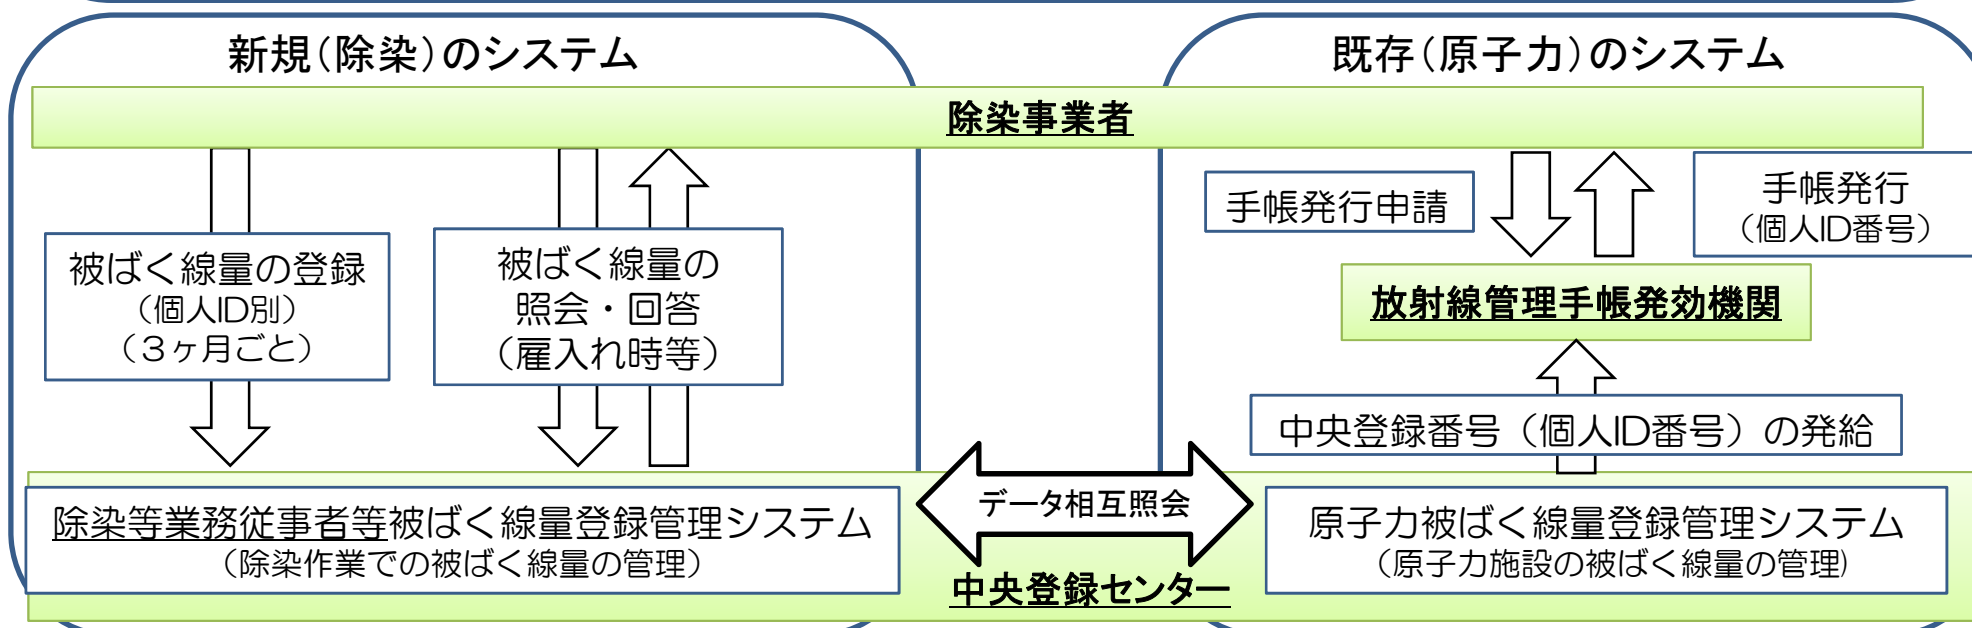 新規（除染）のシステム
既存（原子力）のシステム
除染事業者
被ばく線量の登録
（個人ID別）
（３ヶ月ごと）
被ばく線量の
照会・回答
（雇入れ時等）
手帳発行申請
手帳発行
（個人ID番号）
放射線管理手帳発効機関
中央登録番号（個人ID番号）の発給
除染等業務従事者等被ばく線量登録管理システム
（除染作業での被ばく線量の管理）
データ相互照会
原子力被ばく線量登録管理システム
（原子力施設の被ばく線量の管理)
中央登録センター